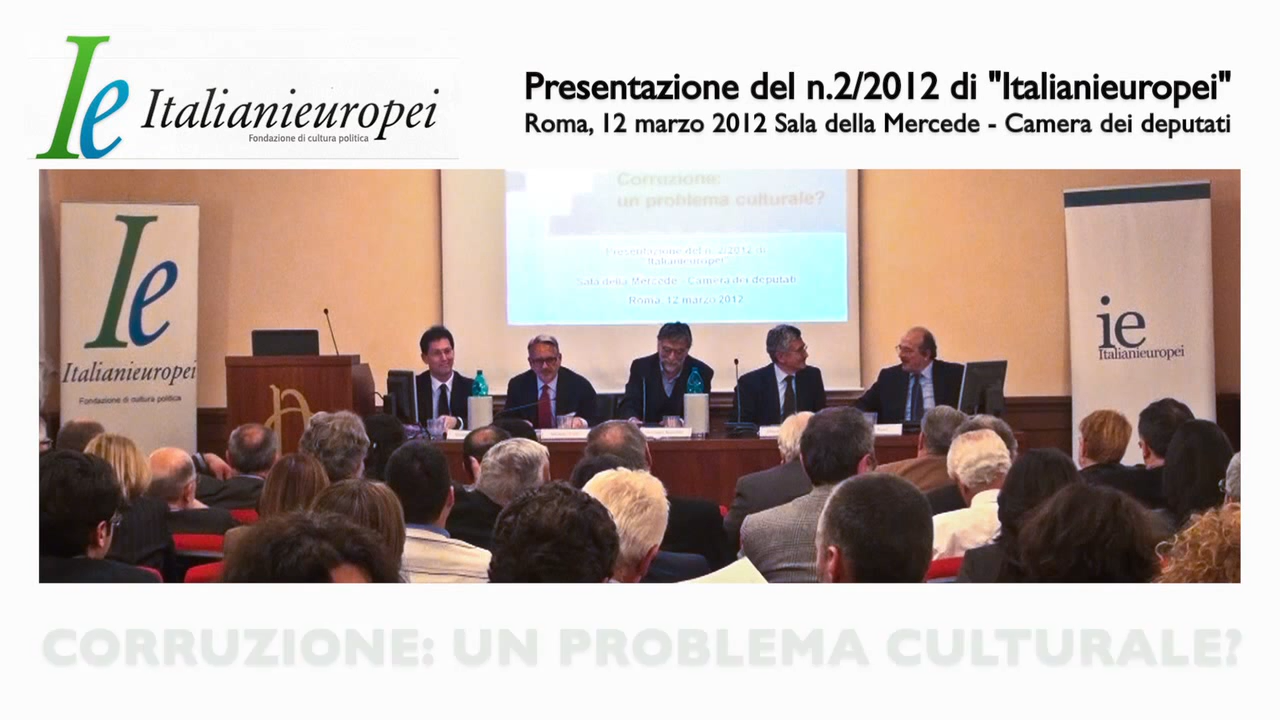 Ie Italianieuropei
Fondazione di cultura politica
Presentazione del n.2/2012 di "Italianieuropei"
Roma, 12 marzo 2012 Sala della Mercede - Camera dei deputati
Corruzione:
un problema culturale?
Presentazione del n. 2/2012 di
"Italianieuropei"
Sala della Mercede - Camera dei deputati
Roma, 12 marzo 2012
Ie
Italianieuropei
Fondazione di cultura politica
ie
Italianieuropei
CORRUZIONE: UN PROBLEMA CULTURALE?